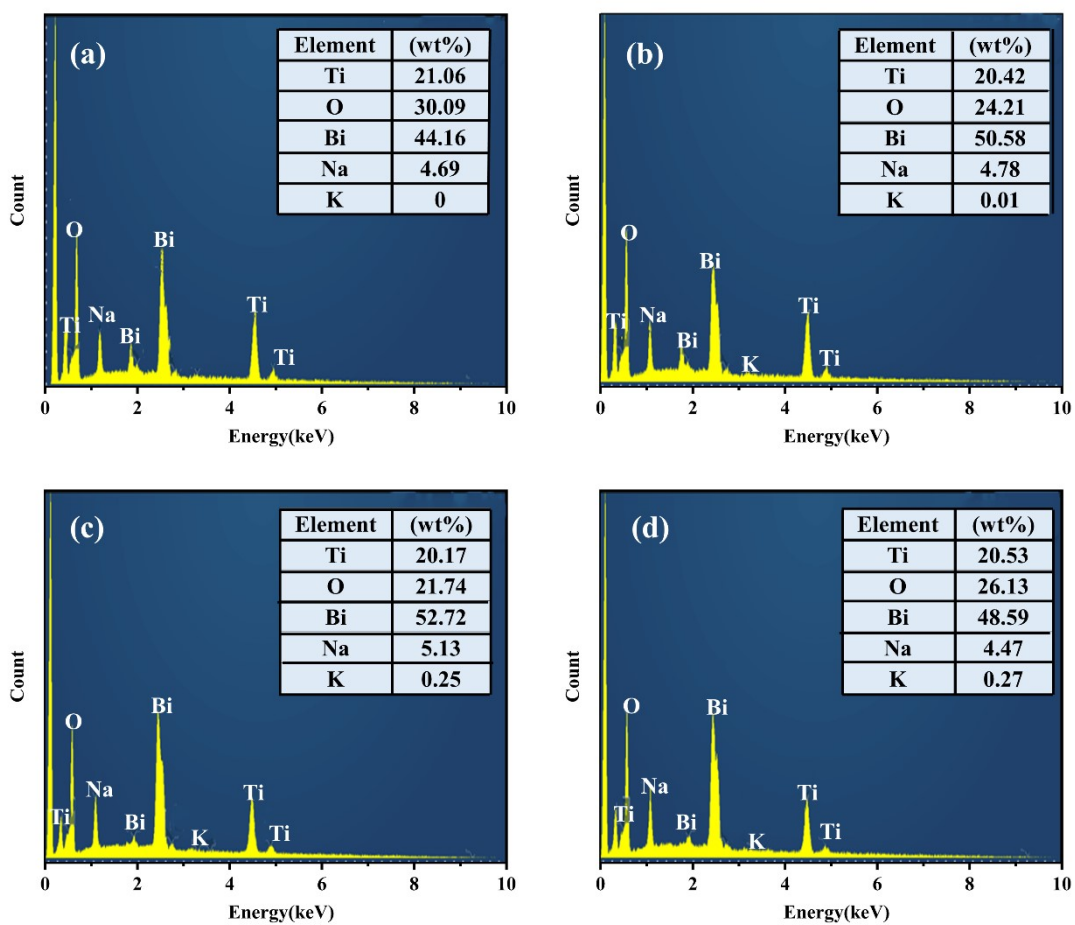 (a)
Element (wt%)
Ti 21.06
O 30.09
Bi 44.16
Na 4.69
K 0
Count
O
Bi
Ti
Na
Bi
Ti
Ti
0 2 4 6 8 10
Energy(keV)
(b)
Element (wt%)
Ti 20.42
O 24.21
Bi 50.58
Na 4.78
K 0.01
Count
O
Bi
Ti
Na
Bi
K
Ti
Ti
0 2 4 6 8 10
Energy(keV)
(c)
Element (wt%)
Ti 20.17
O 21.74
Bi 52.72
Na 5.13
K 0.25
Count
O
Bi
Ti
Na
Bi
K
Ti
Ti
0 2 4 6 8 10
Energy(keV)
(d)
Element (wt%)
Ti 20.53
O 26.13
Bi 48.59
Na 4.47
K 0.27
Count
O
Bi
Ti
Na
Bi
K
Ti
Ti
0 2 4 6 8 10
Energy(keV)